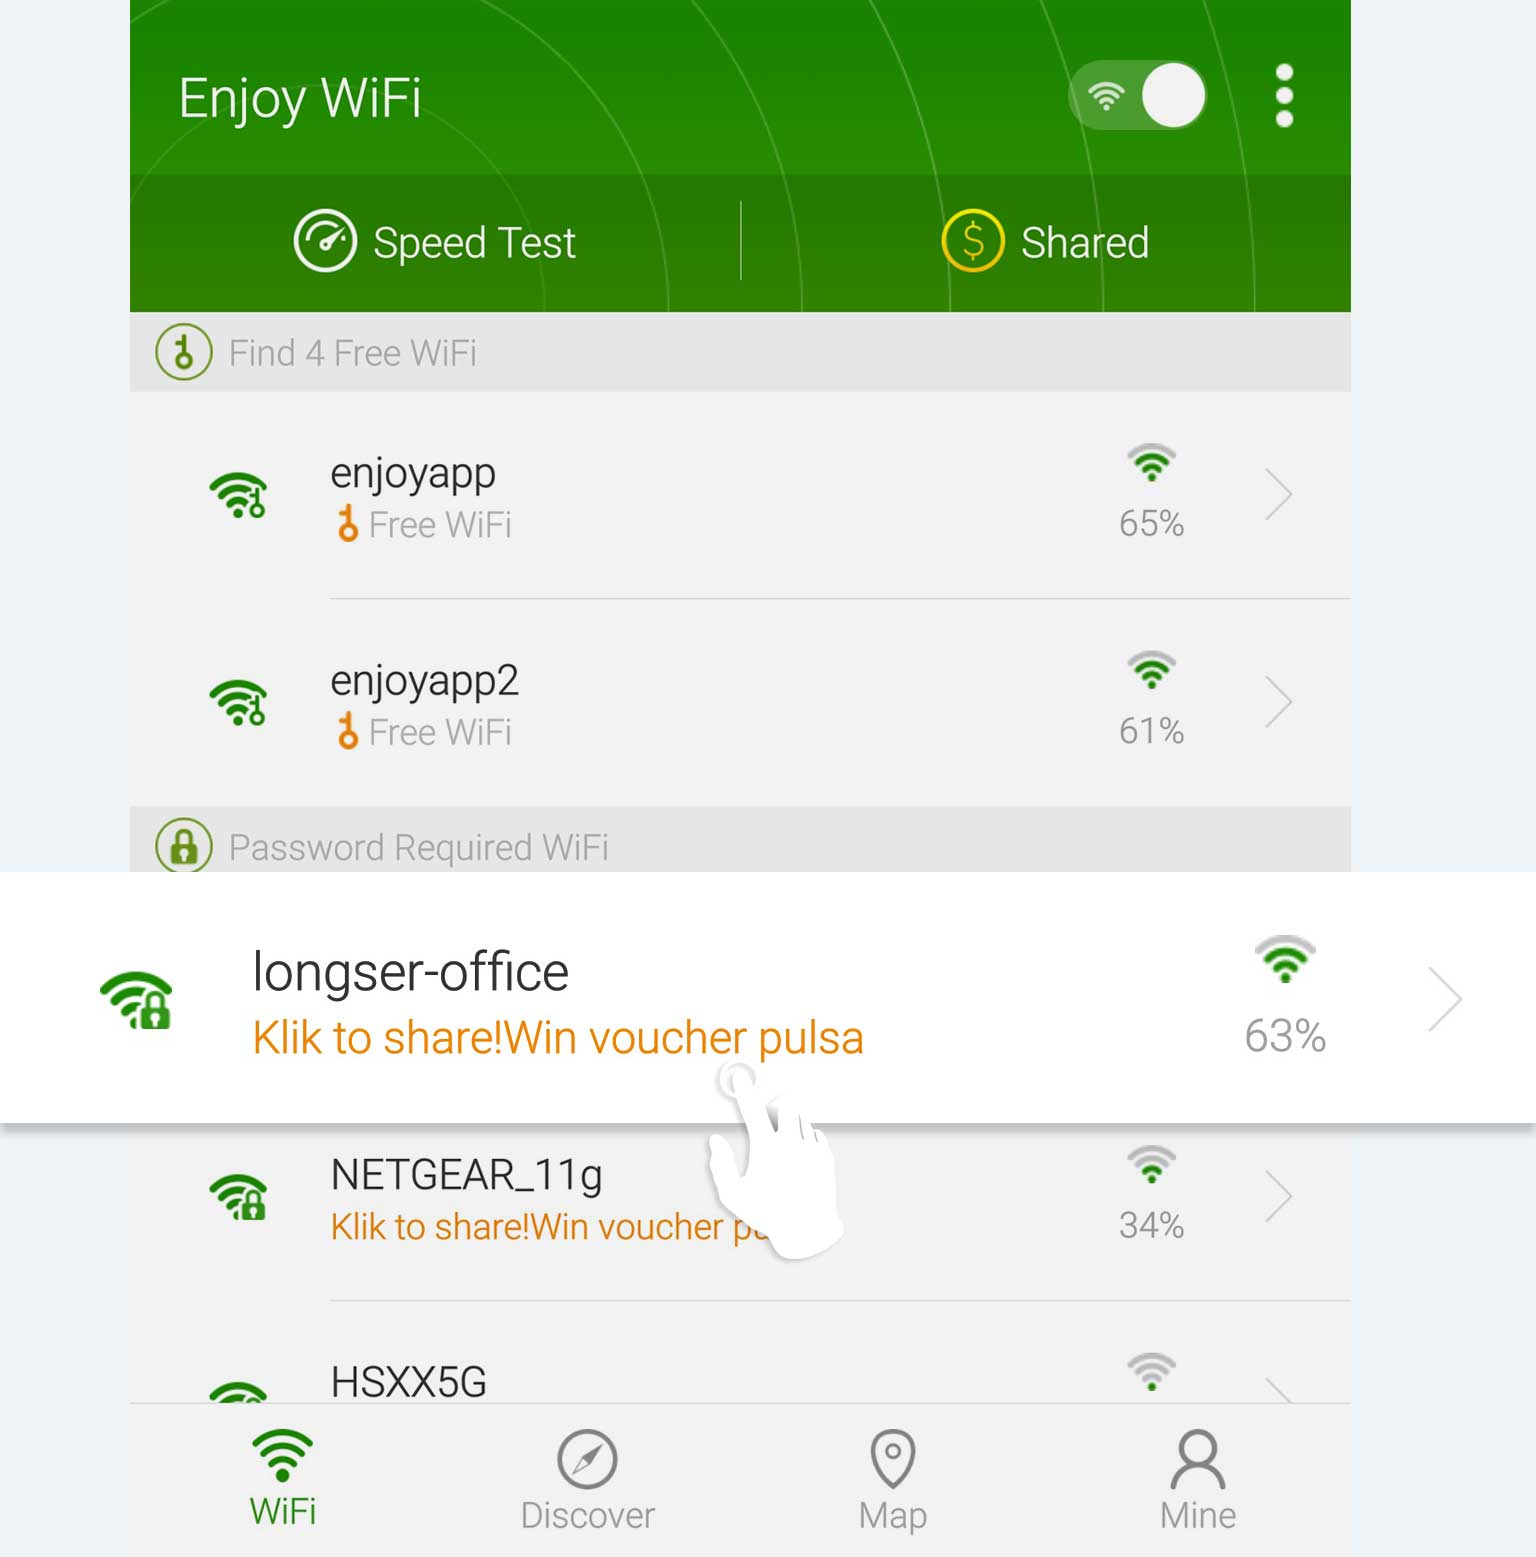 Enjoy WiFi
Speed Test
$ Shared
Find 4 Free WiFi
enjoyapp
Free WiFi
65%
enjoyapp2
Free WiFi
61%
Password Required WiFi
longser-office
Klik to share!Win voucher pulsa
63%
NETGEAR_11g
Klik to share!Win voucher
34%
HSXX5G
WiFi
Discover
Map
Mine